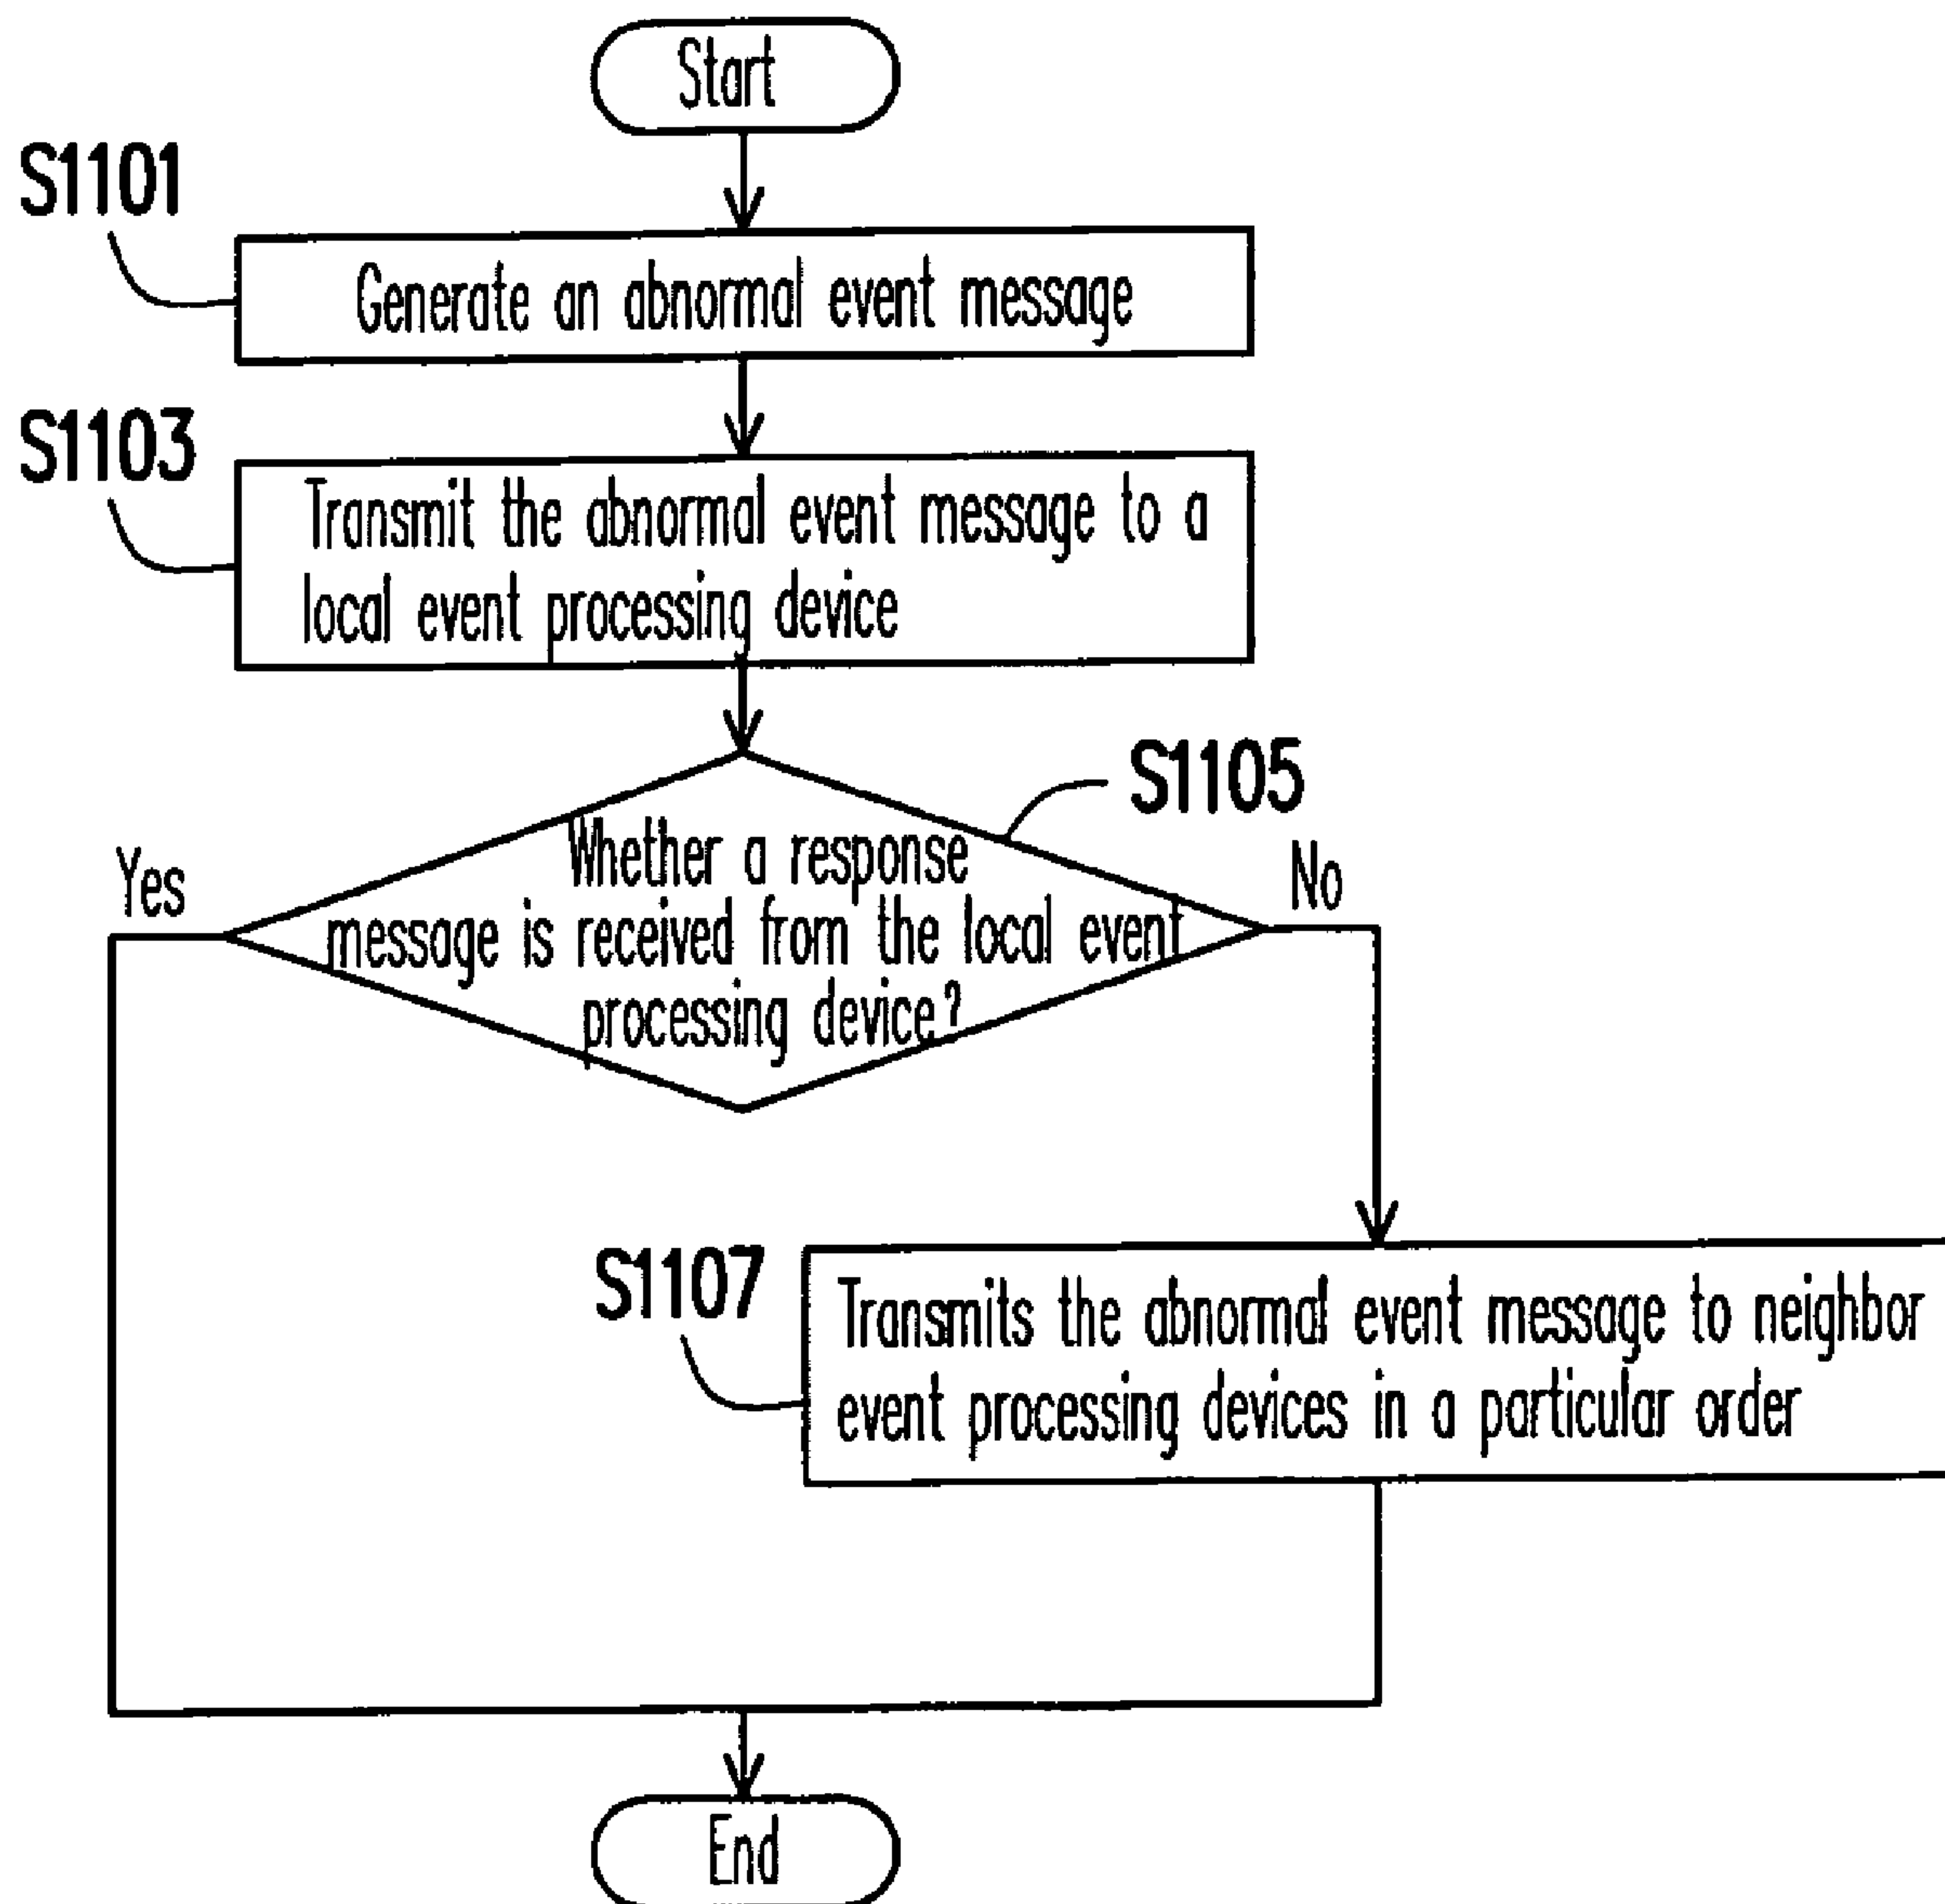 Start
S1101
Generate an abnormal event message
S1103
Transmit the abnormal event message to a
local event processing device
S1105
Whether a response
message is received from the local event
processing device?
Yes
No
S1107
Transmits the abnormal event message to neighbor
event processing devices in a particular order
End